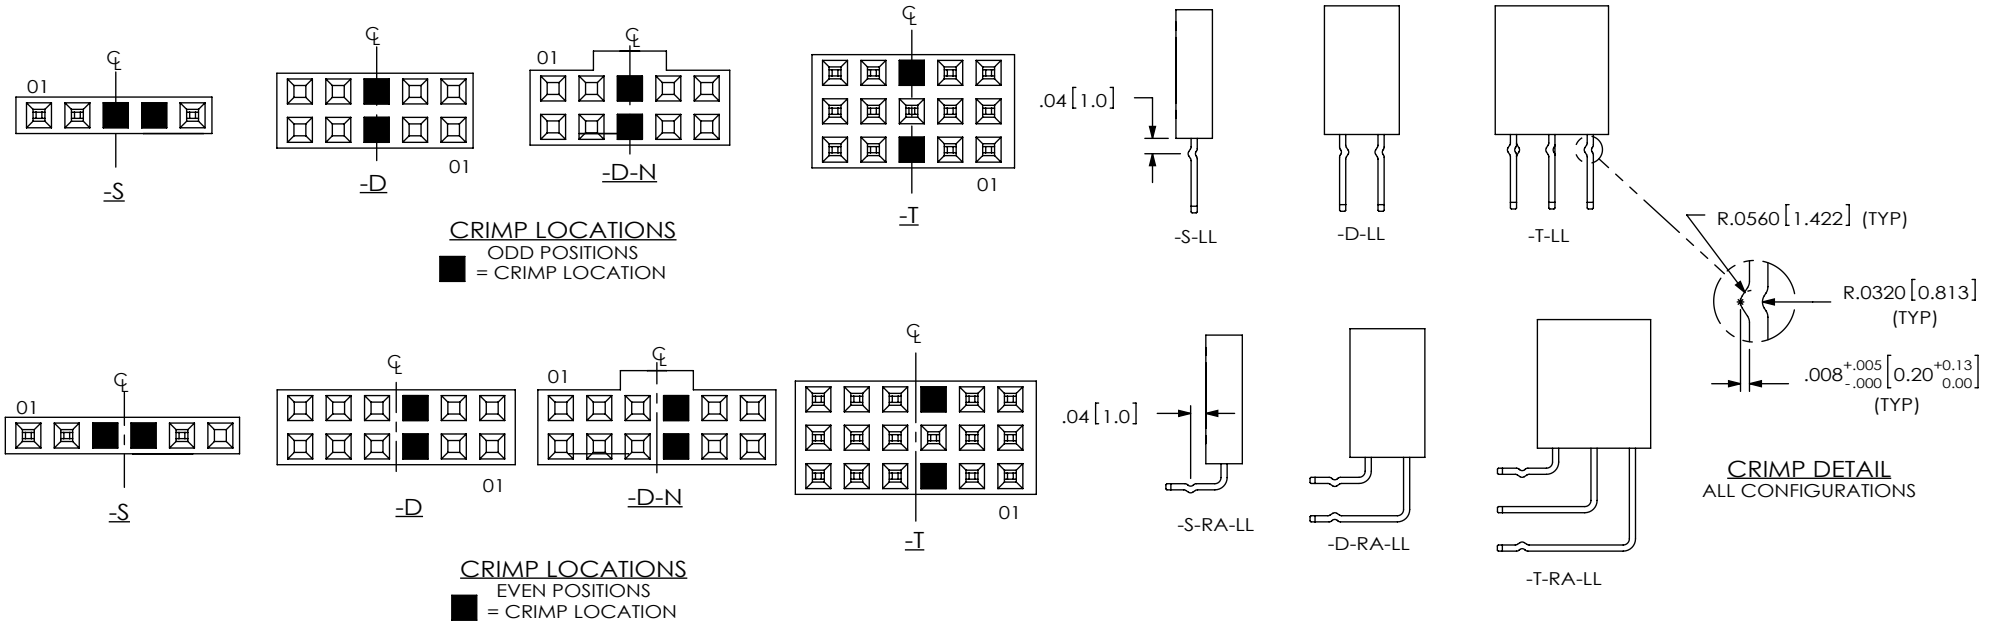 ℄
01
-S
℄
01
-D
℄
01
-D-N
℄
01
-T
CRIMP LOCATIONS
ODD POSITIONS
= CRIMP LOCATION
.04[1.0]
-S-LL
-D-LL
-T-LL
R.0560[1.422] (TYP)
R.0320[0.813]
(TYP)
.008+.005-.000[0.20+0.13 0.00]
(TYP)
CRIMP DETAIL
ALL CONFIGURATIONS
℄
01
-S
℄
01
-D
℄
01
-D-N
℄
01
-T
CRIMP LOCATIONS
EVEN POSITIONS
= CRIMP LOCATION
.04[1.0]
-S-RA-LL
-D-RA-LL
-T-RA-LL